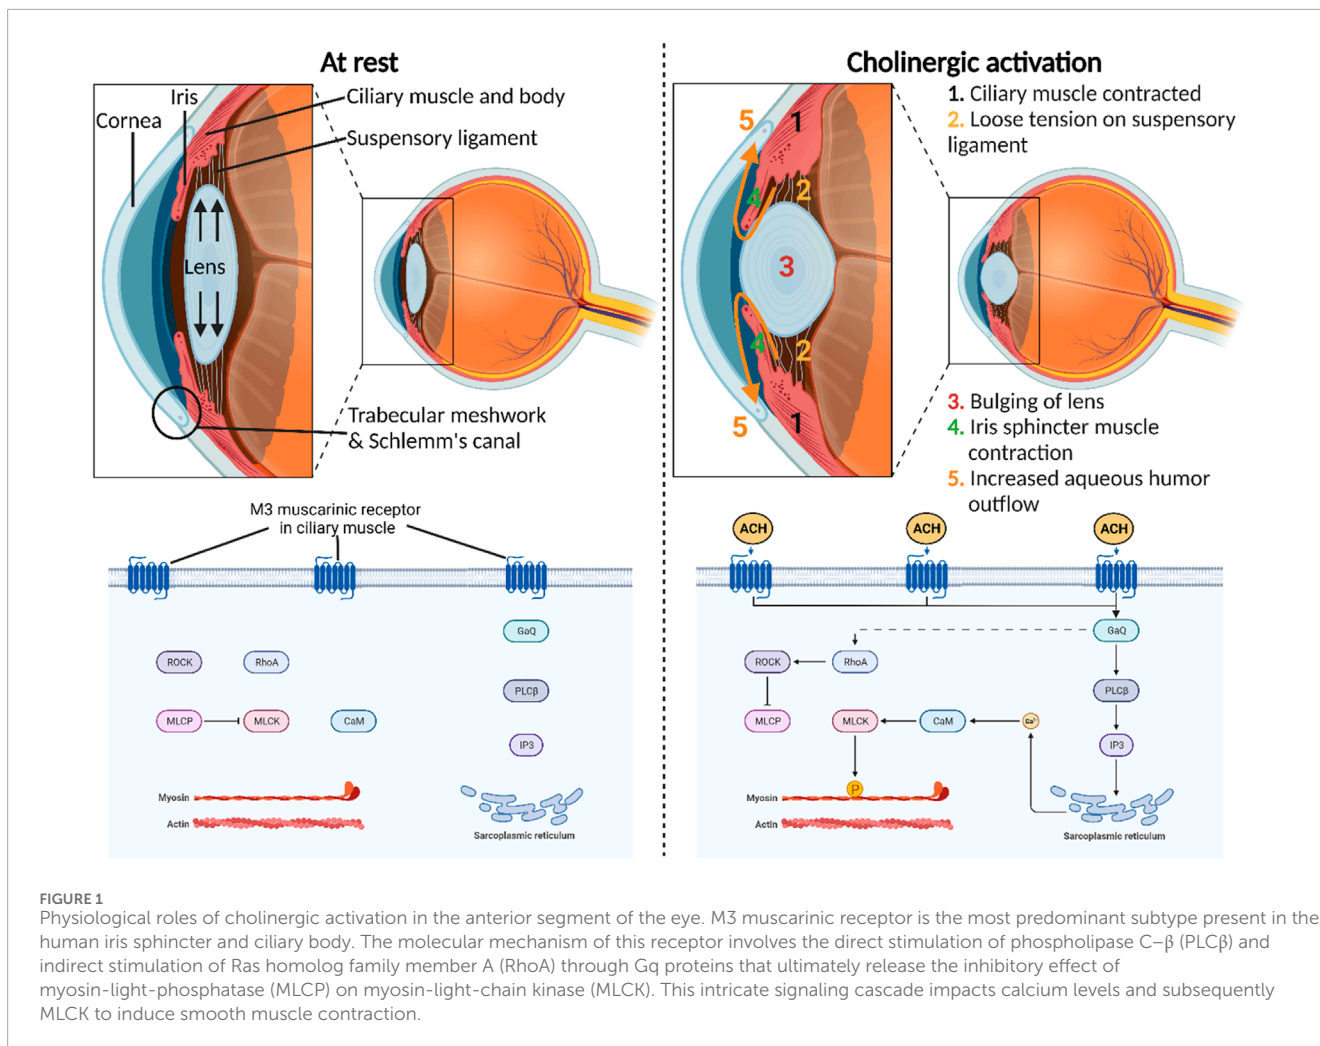 At rest
Iris
Cornea
Ciliary muscle and body
Suspensory ligament
Lens
Trabecular meshwork
& Schlemm's canal
M3 muscarinic receptor
in ciliary muscle
GaQ
ROCK
RhoA
PLCβ
MLCP
MLCK
CaM
IP3
Myosin
Actin
Sarcoplasmic reticulum
Cholinergic activation
1. Ciliary muscle contracted
2. Loose tension on suspensory
ligament
5
1
2
4
3
4
2
5
1
3. Bulging of lens
4. Iris sphincter muscle
contraction
5. Increased aqueous humor
outflow
ACH
ACH
ACH
GaQ
ROCK
RhoA
PLCβ
MLCP
MLCK
CaM
IP3
P
Myosin
Actin
Sarcoplasmic reticulum
FIGURE 1
Physiological roles of cholinergic activation in the anterior segment of the eye. M3 muscarinic receptor is the most predominant subtype present in the
human iris sphincter and ciliary body. The molecular mechanism of this receptor involves the direct stimulation of phospholipase C–β (PLCβ) and
indirect stimulation of Ras homolog family member A (RhoA) through Gq proteins that ultimately release the inhibitory effect of
myosin-light-phosphatase (MLCP) on myosin-light-chain kinase (MLCK). This intricate signaling cascade impacts calcium levels and subsequently
MLCK to induce smooth muscle contraction.